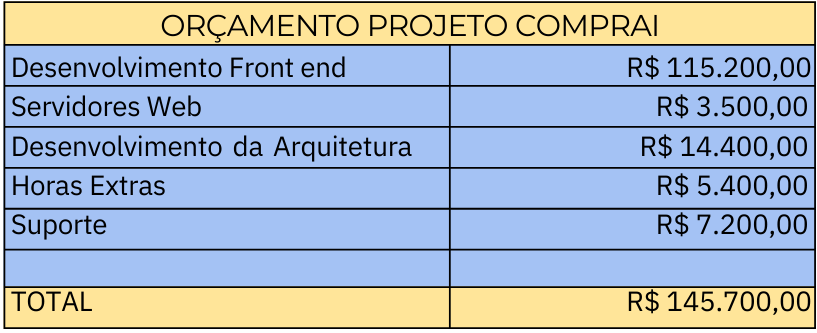 ORÇAMENTO PROJETO COMPRAI
Desenvolvimento Front end R$ 115.200,00
Servidores Web R$ 3.500,00
Desenvolvimento da Arquitetura R$ 14.400,00
Horas Extras R$ 5.400,00
Suporte R$ 7.200,00
TOTAL R$ 145.700,00